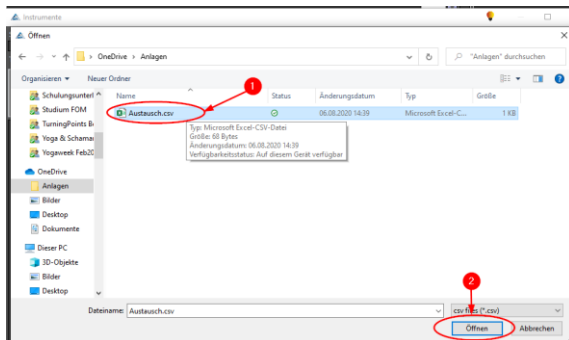 Instrumente
Öffnen
OneDrive > Anlagen
"Anlagen" durchsuchen
Organisieren
Neuer Ordner
1
Name
Status
Änderungsdatum
Typ
Größe
Schulungsunterl
Austausch.csv
06.08.2020 14:39
Microsoft Excel-C...
1 KB
Studium FOM
TurningPoints B
Typ: Microsoft Excel-CSV-Datei
Yoga & Schama
Größe: 68 Bytes
Änderungsdatum: 06.08.2020 14:39
Yogaweek Feb20
Verfügbarkeitsstatus: Auf diesem Gerät verfügbar
OneDrive
Anlagen
Bilder
Desktop
Dokumente
Dieser PC
3D-Objekte
Bilder
2
Desktop
Dateiname:
Austausch.csv
csv files (*.csv)
Öffnen
Abbrechen